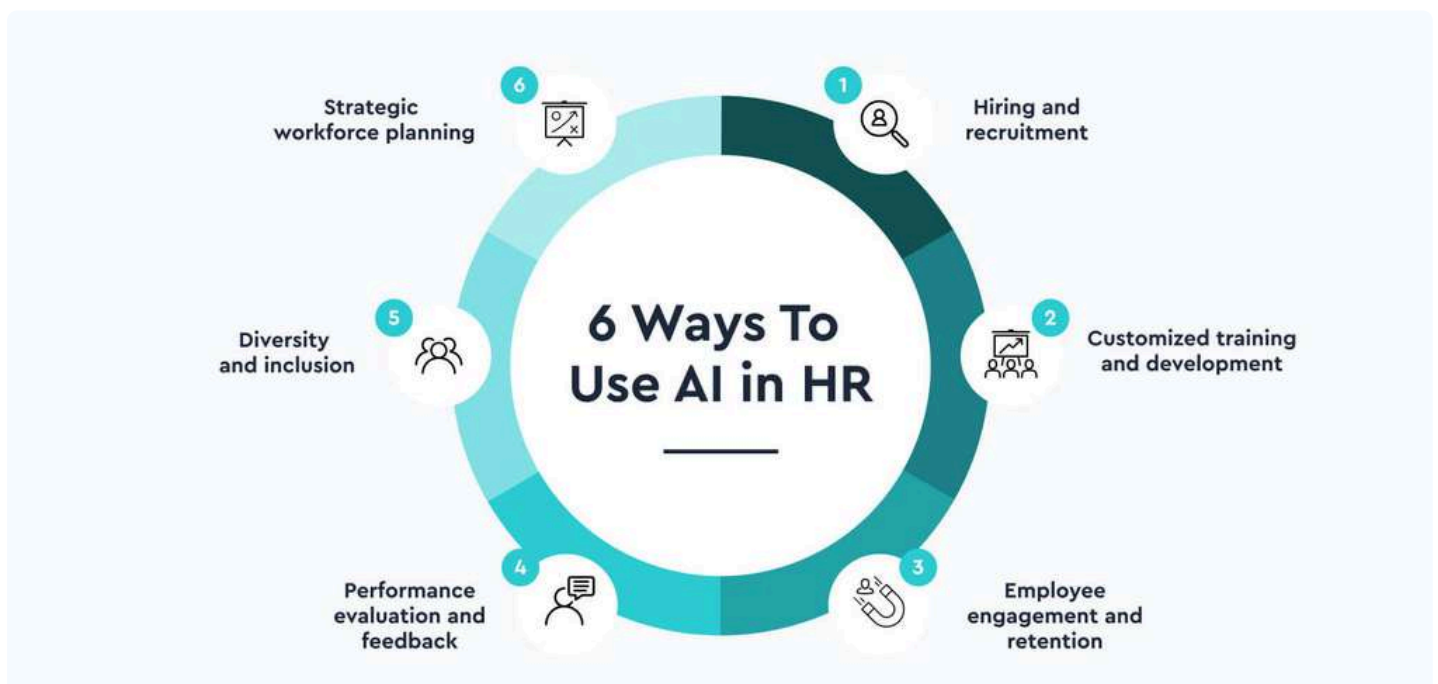 6 Ways To
Use AI in HR
1
Hiring and
recruitment
2
Customized training
and development
3
Employee
engagement and
retention
4
Performance
evaluation and
feedback
5
Diversity
and inclusion
6
Strategic
workforce planning